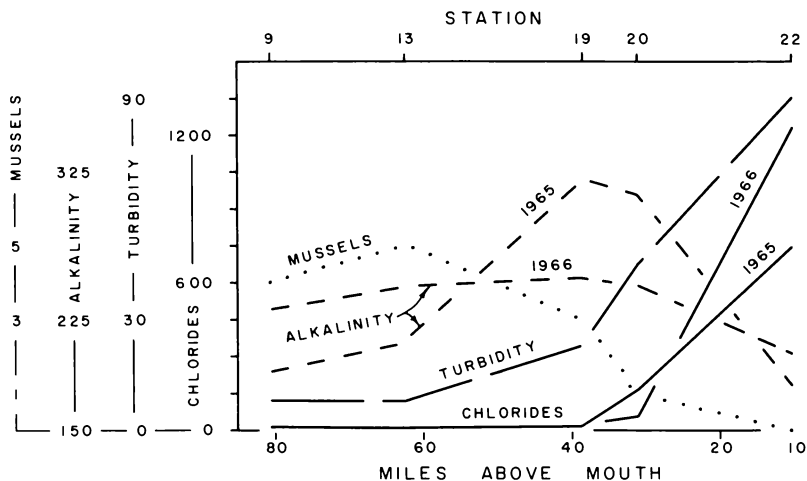 STATION
9 13 19 20 22
MUSSELS
5
3
325
ALKALINITY
225
150
90
TURBIDITY
30
0
1200
600
CHLORIDES
0
1965
1966
MUSSELS
1966
1965
ALKALINITY
TURBIDITY
CHLORIDES
80 60 40 20 10
MILES ABOVE MOUTH